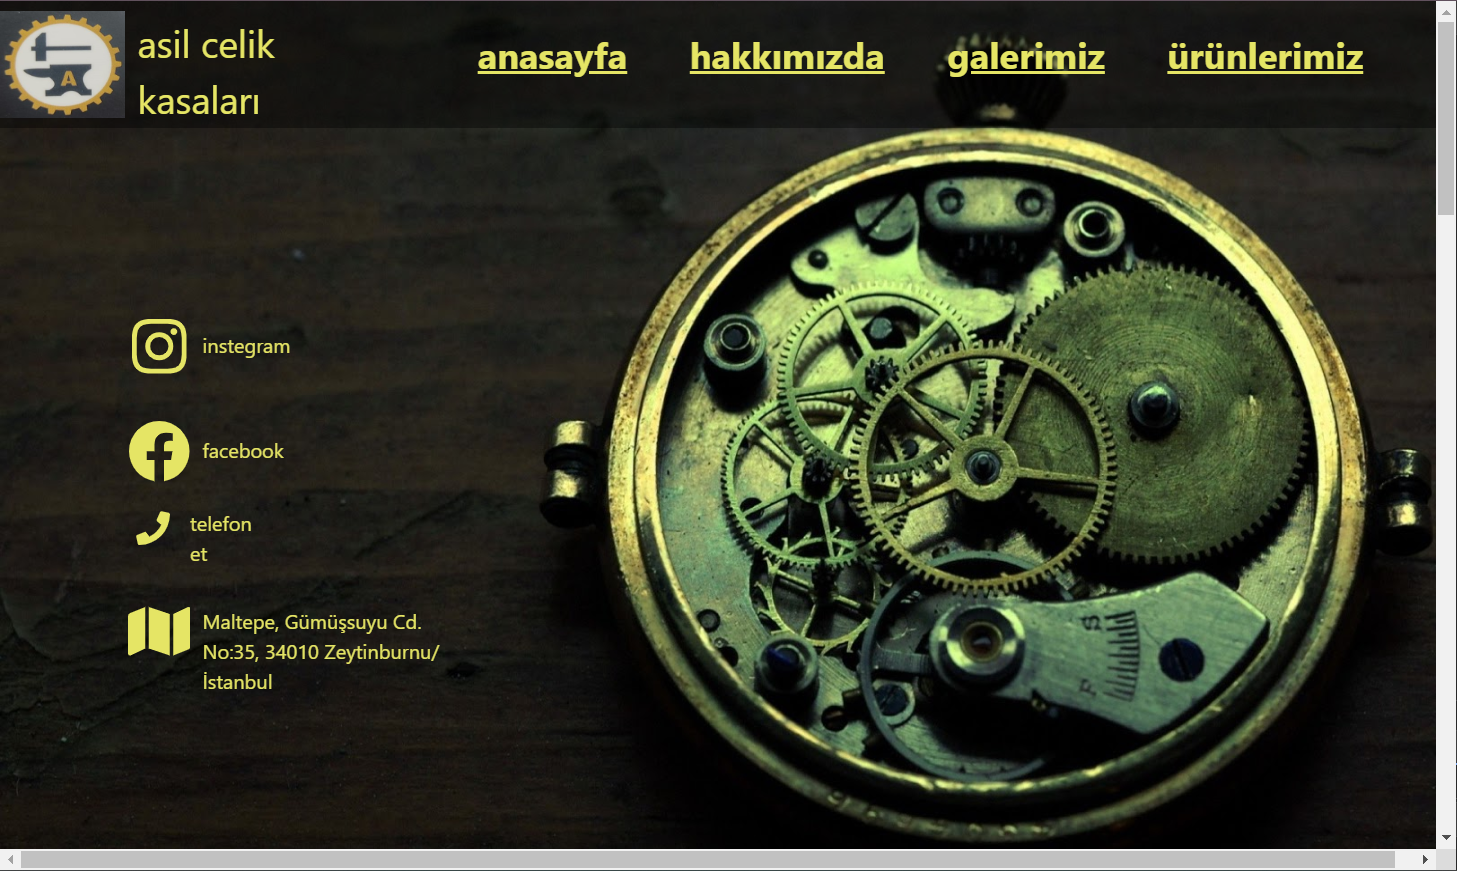 A
asil celik
kasaları
anasayfa hakkımızda galerimiz ürünlerimiz
instegram
facebook
telefon
et
Maltepe, Gümüşsuyu Cd.
No:35, 34010 Zeytinburnu/
İstanbul
S
F